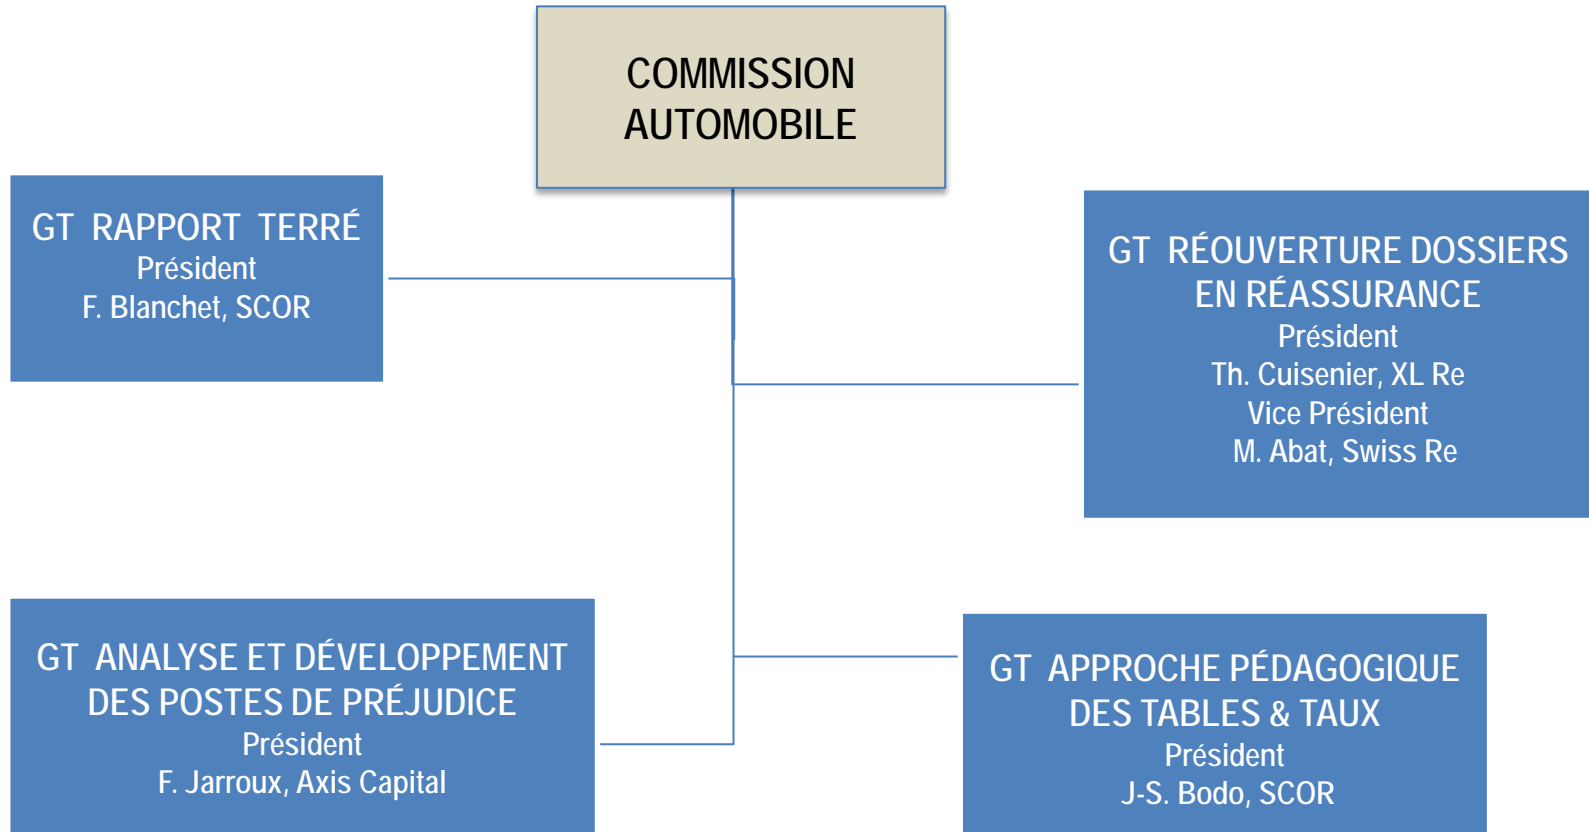 COMMISSION
AUTOMOBILE
GT RAPPORT TERRÉ
Président
F. Blanchet, SCOR
GT RÉOUVERTURE DOSSIERS
EN RÉASSURANCE
Président
Th. Cuisenier, XL Re
Vice Président
M. Abat, Swiss Re
GT ANALYSE ET DÉVELOPPEMENT
DES POSTES DE PRÉJUDICE
Président
F. Jarroux, Axis Capital
GT APPROCHE PÉDAGOGIQUE
DES TABLES & TAUX
Président
J-S. Bodo, SCOR